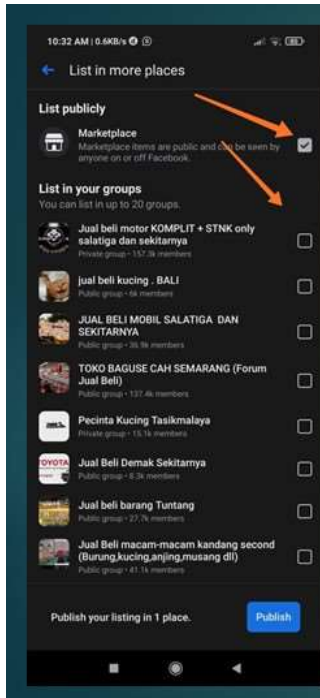 10:32 AM | 0.6KB/s
List in more places
List publicly
Marketplace
Marketplace items are public and can be seen by
anyone on or off Facebook.
List in your groups
You can list in up to 20 groups.
Jual beli motor KOMPLIT + STNK only
salatiga dan sekitarnya
Private group • 157.3k members
jual beli kucing . BALI
Public group • 6k members
JUAL BELI MOBIL SALATIGA DAN
SEKITARNYA
Public group • 36.9k members
TOKO BAGUSE CAH SEMARANG (Forum
Jual Beli)
Public group • 137.4k members
Pecinta Kucing Tasikmalaya
Private group • 15.1k members
TOYOTA
Jual Beli Demak Sekitarnya
Public group • 8.3k members
Jual beli barang Tuntang
Public group • 27.7k members
Jual Beli macam-macam kandang second
(Burung,kucing,anjing,musang dll)
Public group • 41.1k members
Publish your listing in 1 place.
Publish